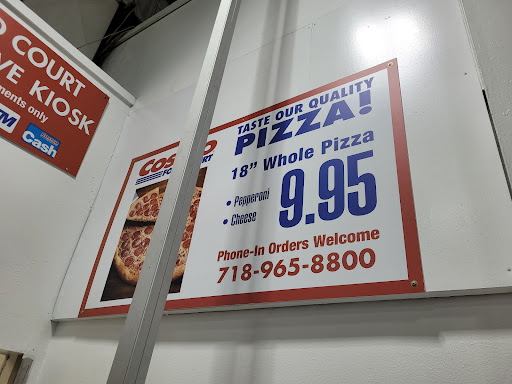 COURT
VE KIOSK
ments only
Cash
TASTE OUR QUALITY
PIZZA!
18" Whole Pizza
• Pepperoni
• Cheese
9.95
Phone-In Orders Welcome
718-965-8800